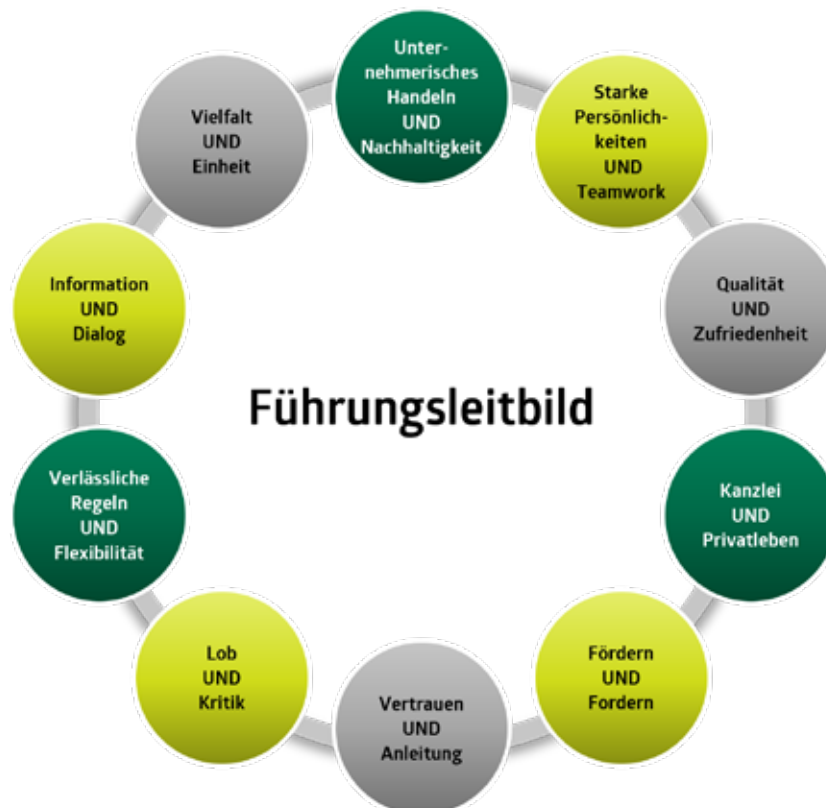 Unter-
nehmerisches
Handeln
UND
Nachhaltigkeit
Starke
Persönlich-
keiten
UND
Teamwork
Qualität
UND
Zufriedenheit
Kanzlei
UND
Privatleben
Fördern
UND
Fordern
Vertrauen
UND
Anleitung
Lob
UND
Kritik
Verlässliche
Regeln
UND
Flexibilität
Information
UND
Dialog
Vielfalt
UND
Einheit
Führungsleitbild